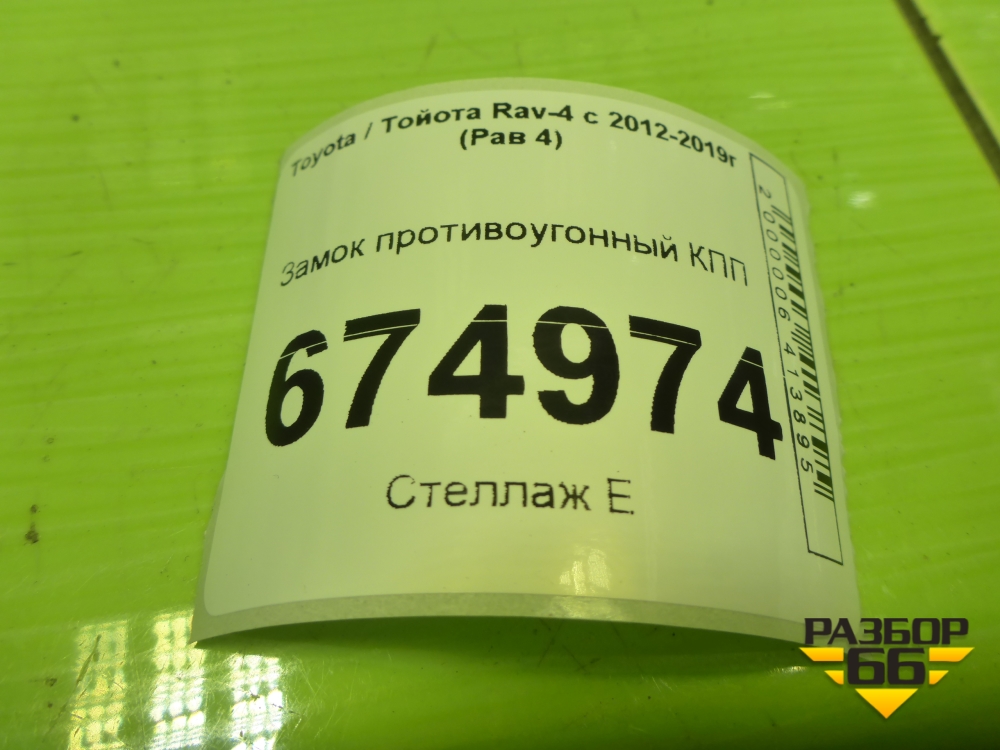 Toyota / Тойота Rav-4 с 2012-2019г
(Рав 4)
Замок противоугонный КПП
674974
Стеллаж Е
2000006413895
РАЗБОР
66